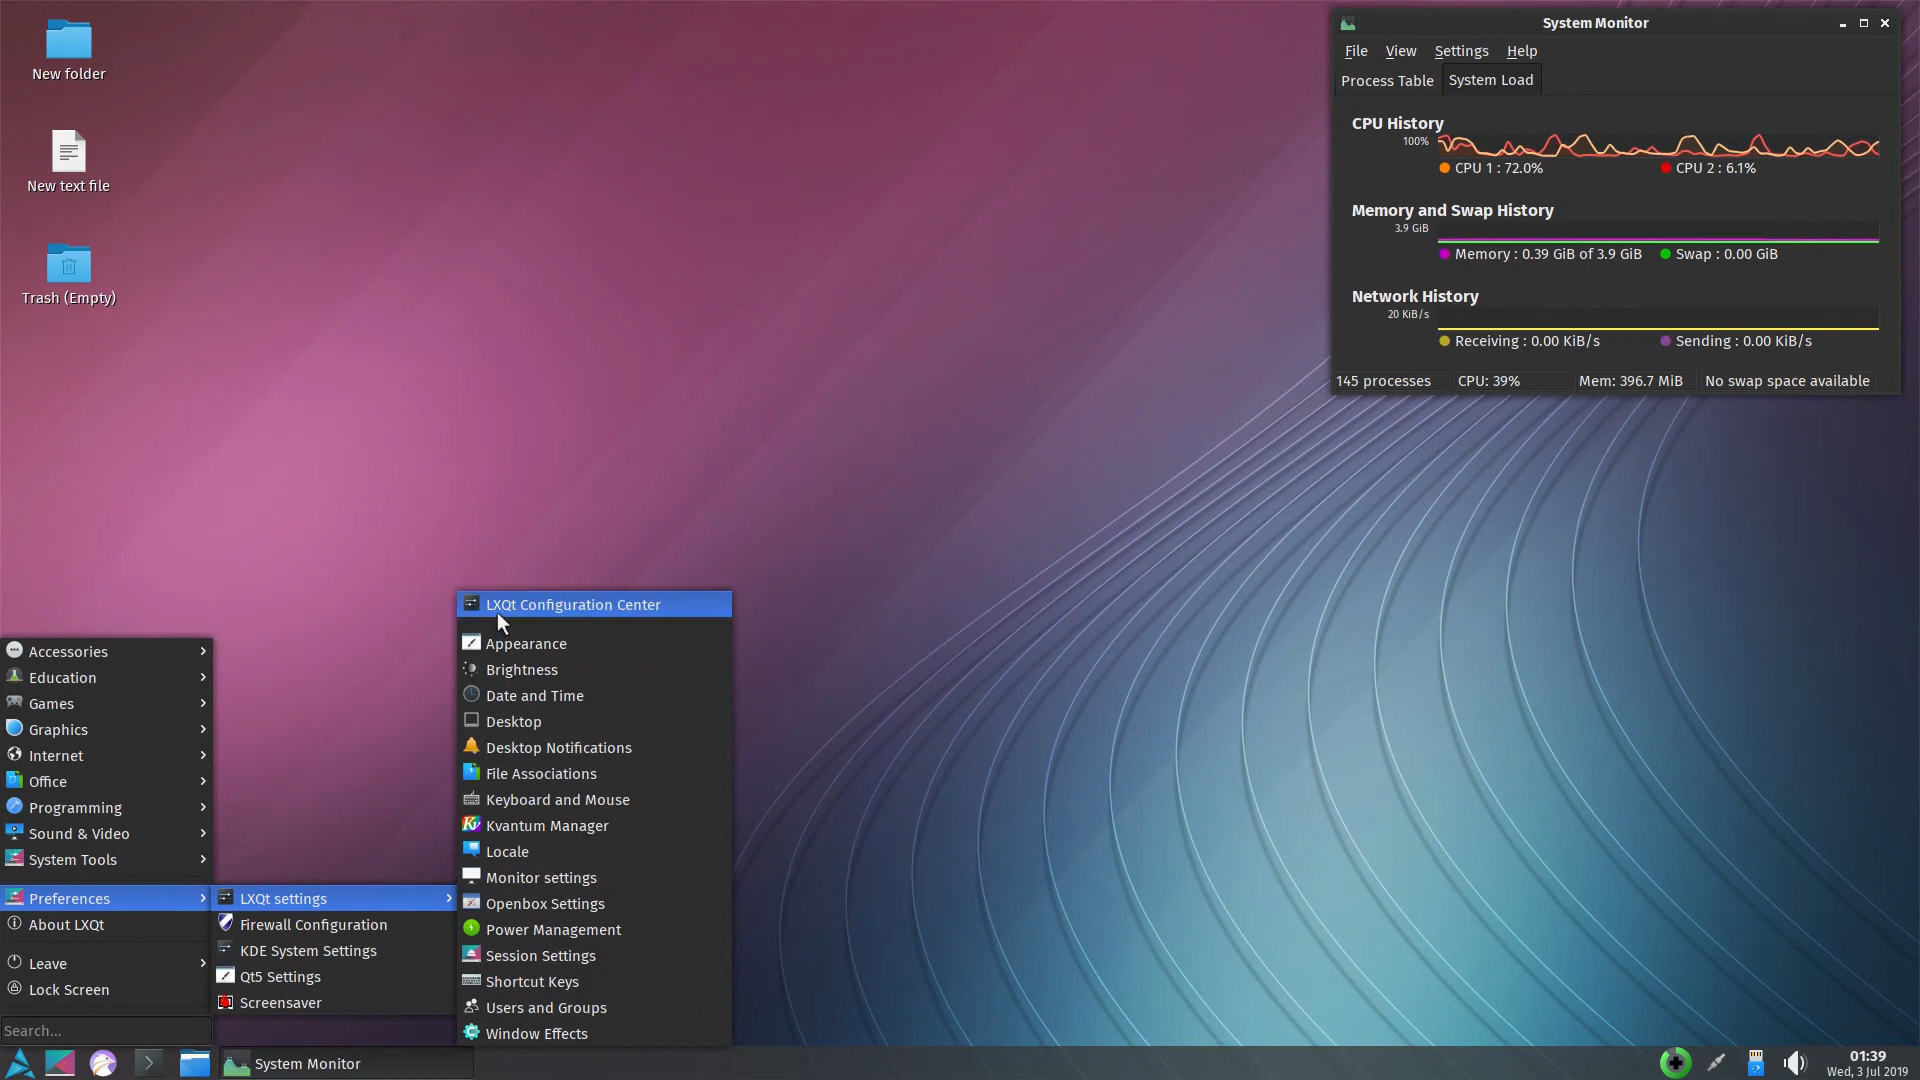 New folder
New text file
Trash (Empty)
System Monitor
File View Settings Help
Process Table System Load
CPU History
100%
CPU 1 : 72.0% CPU 2 : 6.1%
Memory and Swap History
3.9 GiB
Memory : 0.39 GiB of 3.9 GiB Swap : 0.00 GiB
Network History
20 KiB/s
Receiving : 0.00 KiB/s Sending : 0.00 KiB/s
145 processes CPU: 39% Mem: 396.7 MiB No swap space available
LXQt Configuration Center
Appearance
Brightness
Date and Time
Desktop
Desktop Notifications
File Associations
Keyboard and Mouse
Kvantum Manager
Locale
Monitor settings
Openbox Settings
Power Management
Session Settings
Shortcut Keys
Users and Groups
Window Effects
Accessories
Education
Games
Graphics
Internet
Office
Programming
Sound & Video
System Tools
Preferences
About LXQt
Leave
Lock Screen
Search...
LXQt settings
Firewall Configuration
KDE System Settings
Qt5 Settings
Screensaver
System Monitor
01:39
Wed, 3 Jul 2019